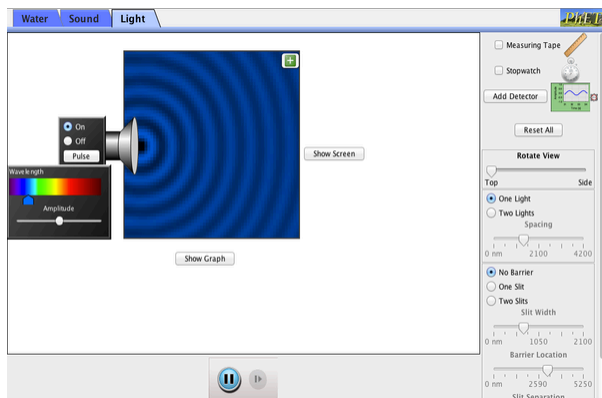 Water
Sound
Light
PhET
Measuring Tape
Stopwatch
Add Detector
Reset All
On
Off
Pulse
Wavelength
Amplitude
Show Screen
Show Graph
Rotate View
Top Side
One Light
Two Lights
Spacing
0 nm 2100 4200
No Barrier
One Slit
Two Slits
Slit Width
0 nm 1050 2100
Barrier Location
0 nm 2590 5250
Slit Separation